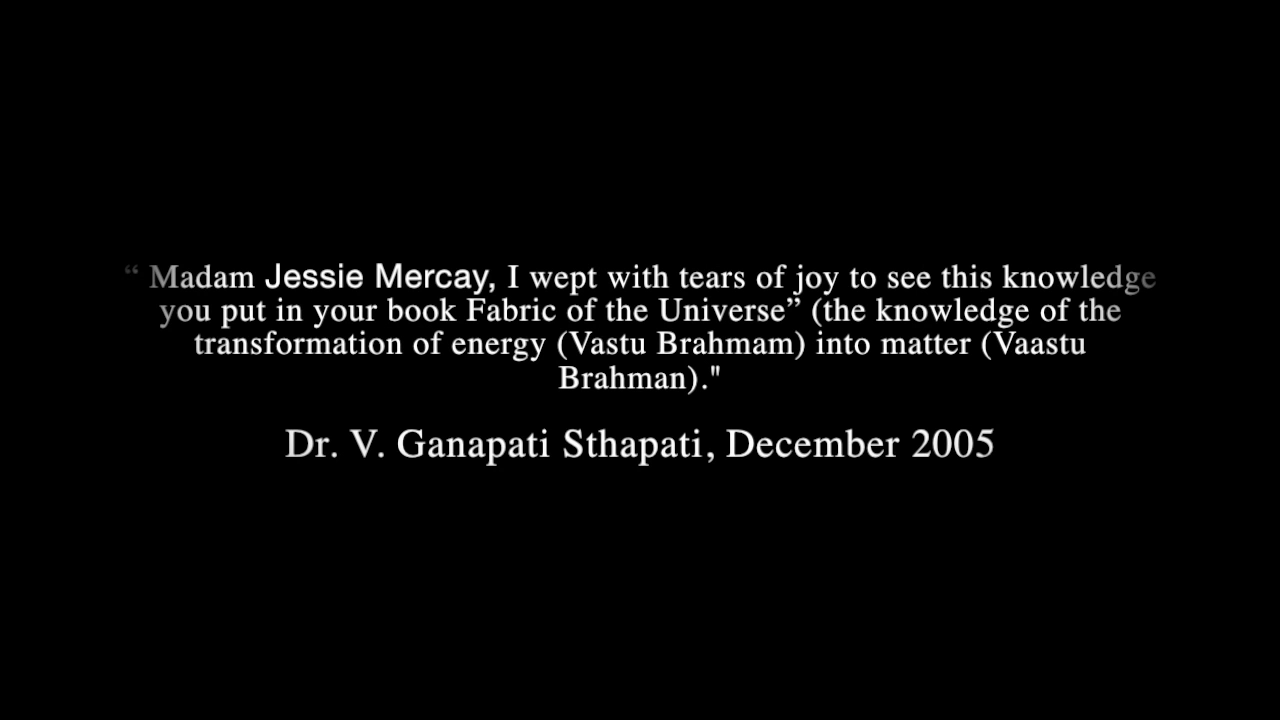 “ Madam Jessie Mercay, I wept with tears of joy to see this knowledge
you put in your book Fabric of the Universe” (the knowledge of the
transformation of energy (Vastu Brahmam) into matter (Vaastu
Brahman)."
Dr. V. Ganapati Sthapati, December 2005